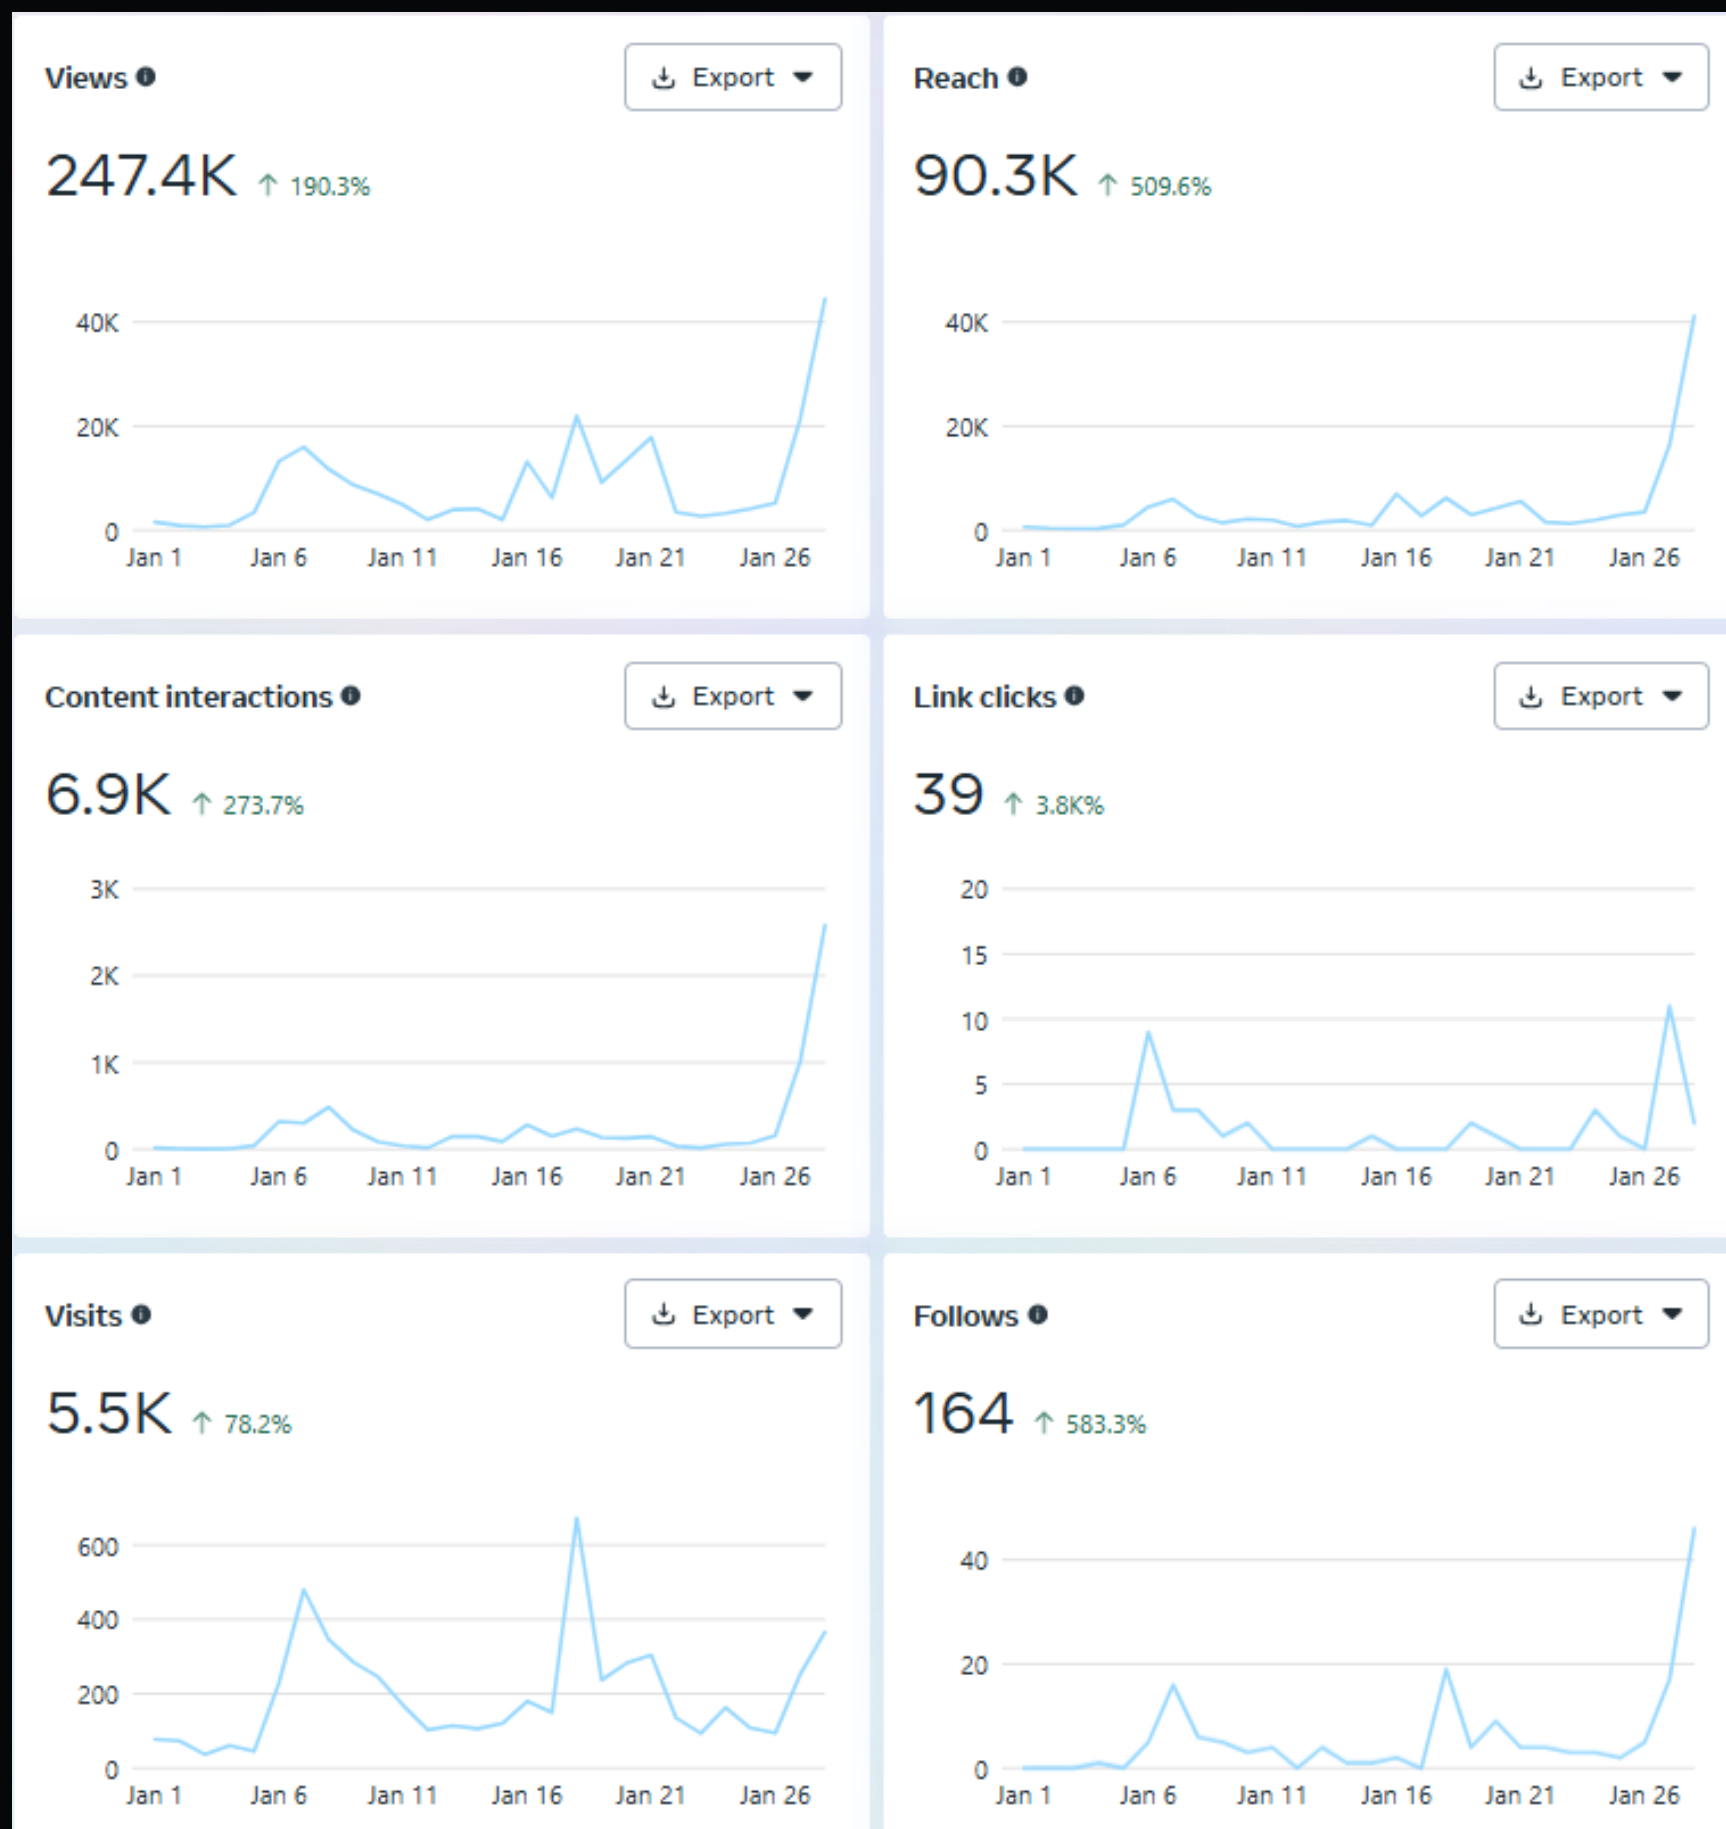 Views
Export
247.4K ↑ 190.3%
40K
20K
0
Jan 1 Jan 6 Jan 11 Jan 16 Jan 21 Jan 26
Reach
Export
90.3K ↑ 509.6%
40K
20K
0
Jan 1 Jan 6 Jan 11 Jan 16 Jan 21 Jan 26
Content interactions
Export
6.9K ↑ 273.7%
3K
2K
1K
0
Jan 1 Jan 6 Jan 11 Jan 16 Jan 21 Jan 26
Link clicks
Export
39 ↑ 3.8K%
20
15
10
5
0
Jan 1 Jan 6 Jan 11 Jan 16 Jan 21 Jan 26
Visits
Export
5.5K ↑ 78.2%
600
400
200
0
Jan 1 Jan 6 Jan 11 Jan 16 Jan 21 Jan 26
Follows
Export
164 ↑ 583.3%
40
20
0
Jan 1 Jan 6 Jan 11 Jan 16 Jan 21 Jan 26